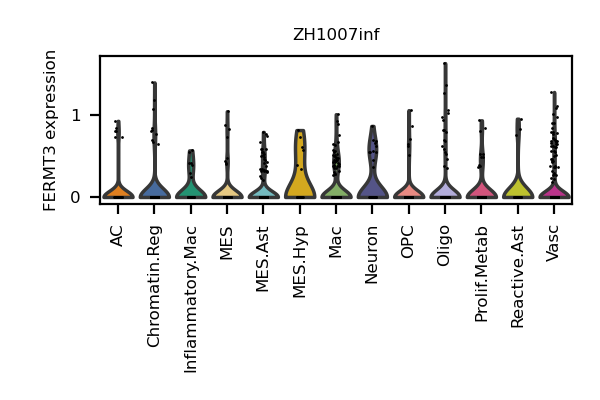 ZH1007inf
FERMT3 expression
1
0
AC
Chromatin.Reg
Inflammatory.Mac
MES
MES.Ast
MES.Hyp
Mac
Neuron
OPC
Oligo
Prolif.Metab
Reactive.Ast
Vasc